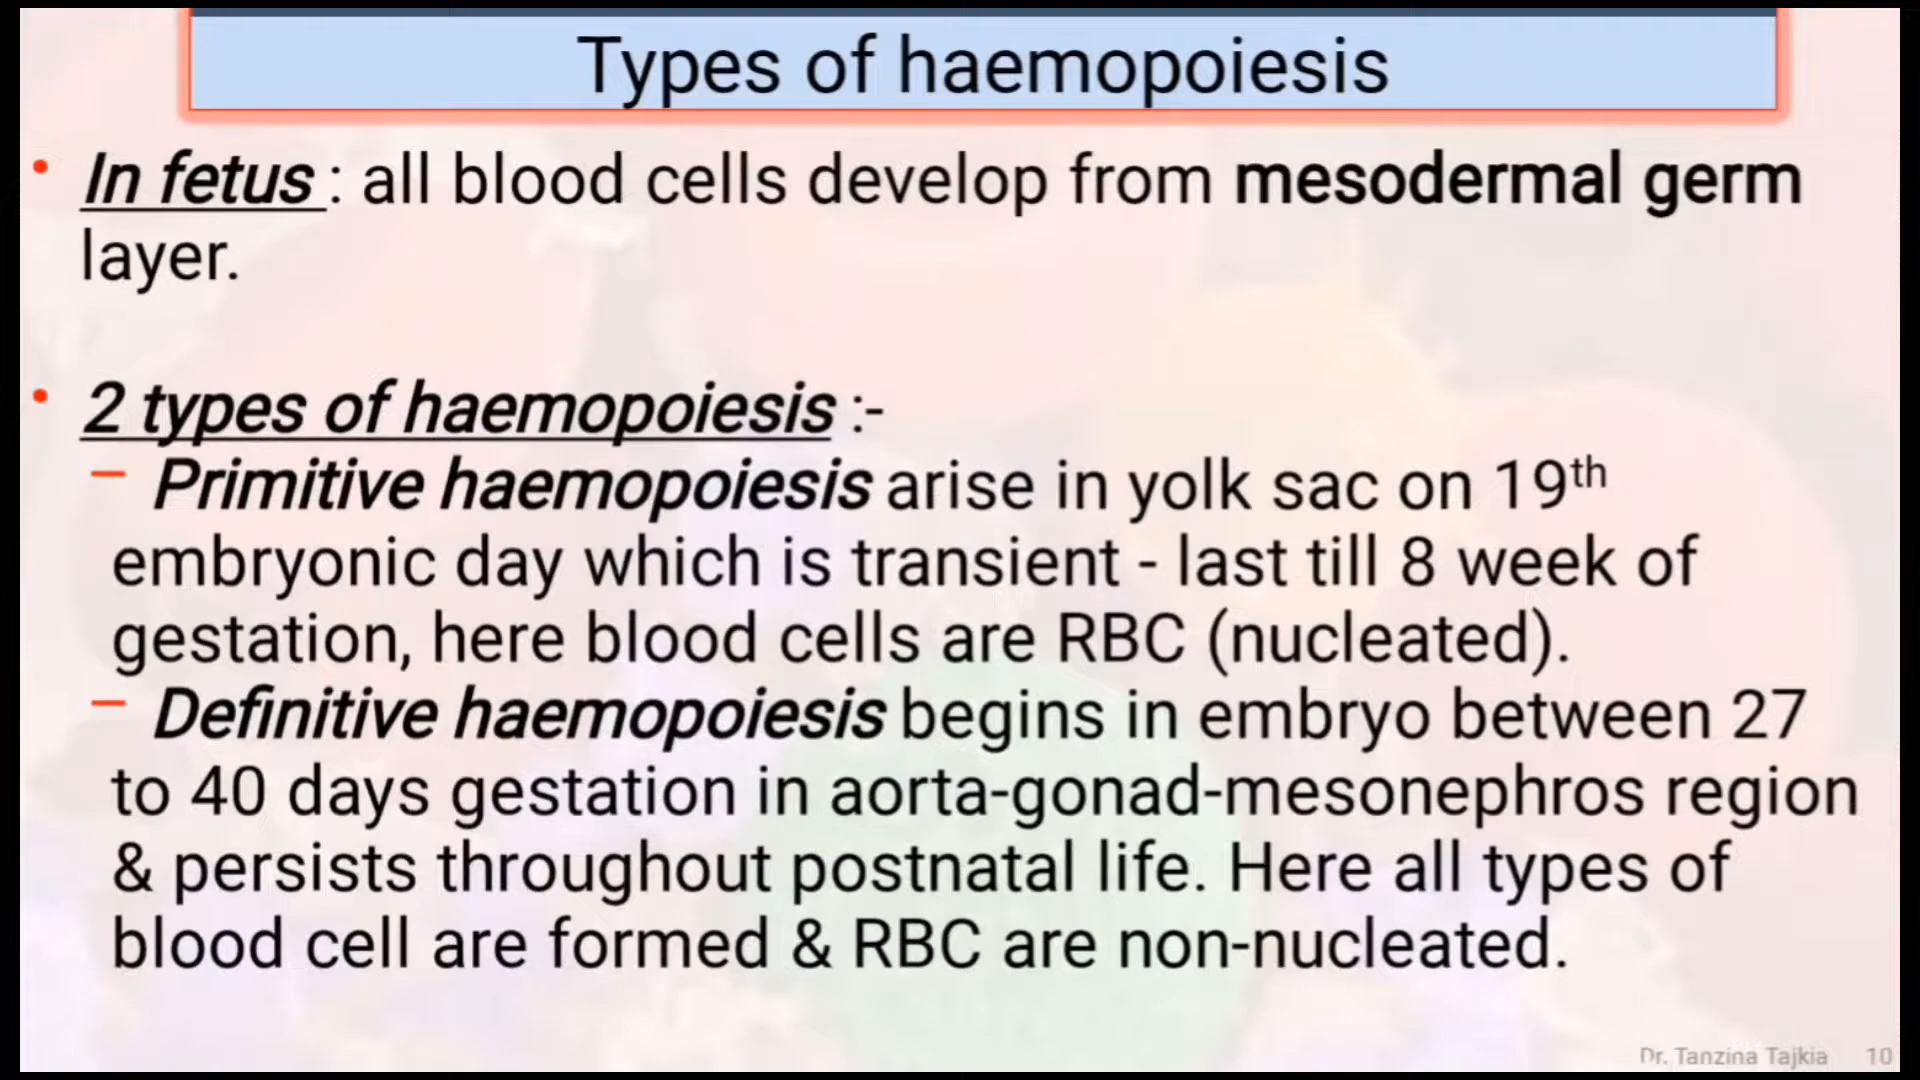 Types of haemopoiesis
• In fetus : all blood cells develop from mesodermal germ
layer.
• 2 types of haemopoiesis :-
– Primitive haemopoiesis arise in yolk sac on 19th
embryonic day which is transient - last till 8 week of
gestation, here blood cells are RBC (nucleated).
– Definitive haemopoiesis begins in embryo between 27
to 40 days gestation in aorta-gonad-mesonephros region
& persists throughout postnatal life. Here all types of
blood cell are formed & RBC are non-nucleated.
Dr. Tanzina Tajkia 10